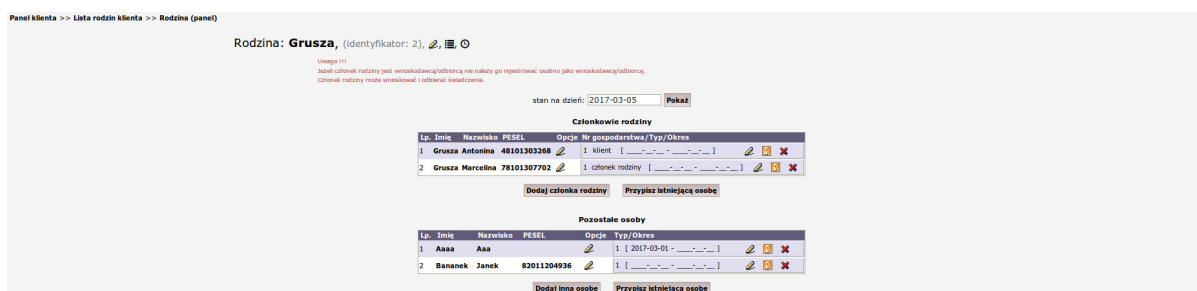 Panel klienta >> Lista rodzin klienta >> Rodzina (panel)
Rodzina: Grusza, (identyfikator: 2), , ,
Uwaga !!!
Jeżeli członek rodziny jest wnioskodawcą/odbiorcą nie należy go rejestrować osobno jako wnioskodawcę/odbiorcę.
Członek rodziny może wnioskować i odbierać świadczenie.
stan na dzień: 2017-03-05 Pokaż
Członkowie rodziny
Lp. Imię Nazwisko PESEL Opcje Nr gospodarstwa/Typ/Okres
1 Grusza Antonina 48101303268 1 klient [ ____-__-__ - ____-__-__ ]
2 Grusza Marcelina 78101307702 1 członek rodziny [ ____-__-__ - ____-__-__ ]
Dodaj członka rodziny Przypisz istniejącą osobę
Pozostałe osoby
Lp. Imię Nazwisko PESEL Opcje Typ/Okres
1 Aaaa Aaa 1 [ 2017-03-01 - ____-__-__ ]
2 Bananek Janek 82011204936 1 [ ____-__-__ - ____-__-__ ]
Dodaj inną osobę Przypisz istniejącą osobę